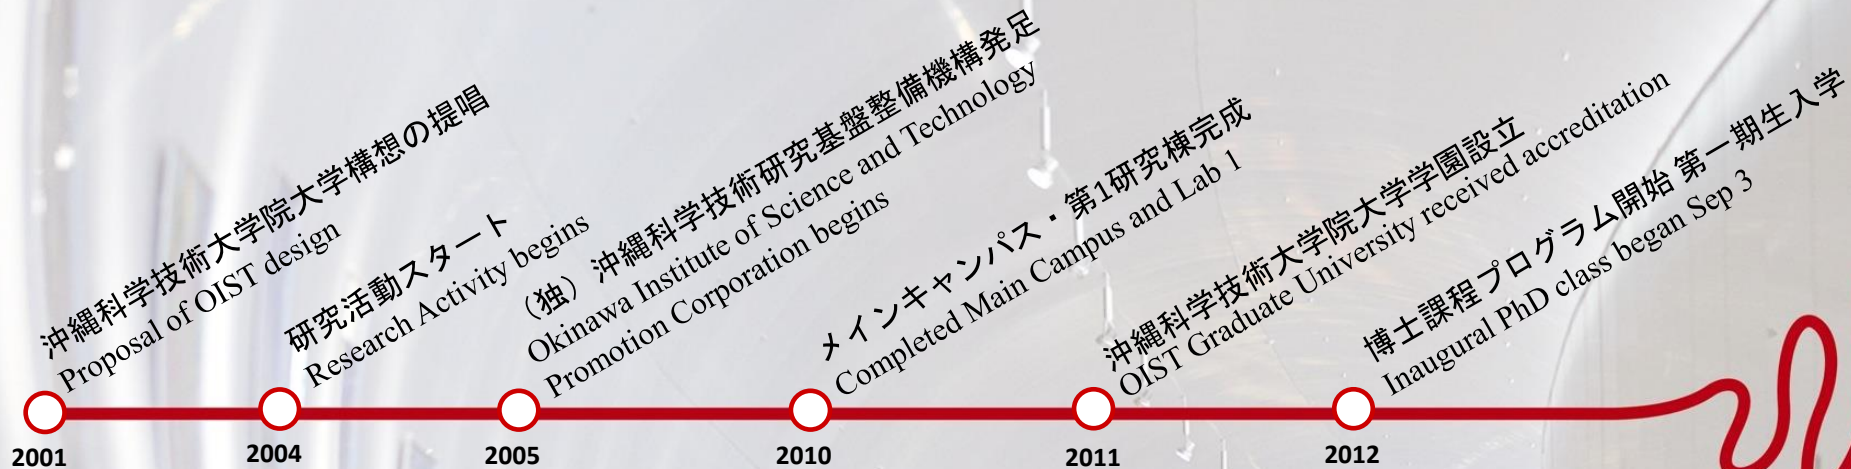 沖縄科学技術大学院大学構想の提唱
Proposal of OIST design
2001
研究活動スタート
Research Activity begins
2004
（独）沖縄科学技術研究基盤整備機構発足
Okinawa Institute of Science and Technology
Promotion Corporation begins
2005
メインキャンパス・第1研究棟完成
Completed Main Campus and Lab 1
2010
沖縄科学技術大学院大学学園設立
OIST Graduate University received accreditation
2011
博士課程プログラム開始 第一期生入学
Inaugural PhD class began Sep 3
2012